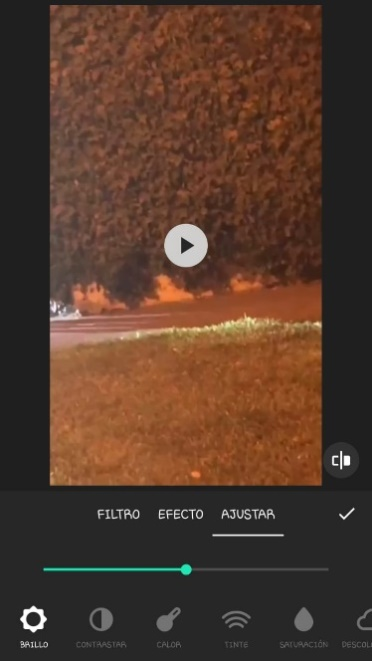 FILTRO EFECTO AJUSTAR
BRILLO CONTRASTAR CALOR TINTE SATURACIÓN